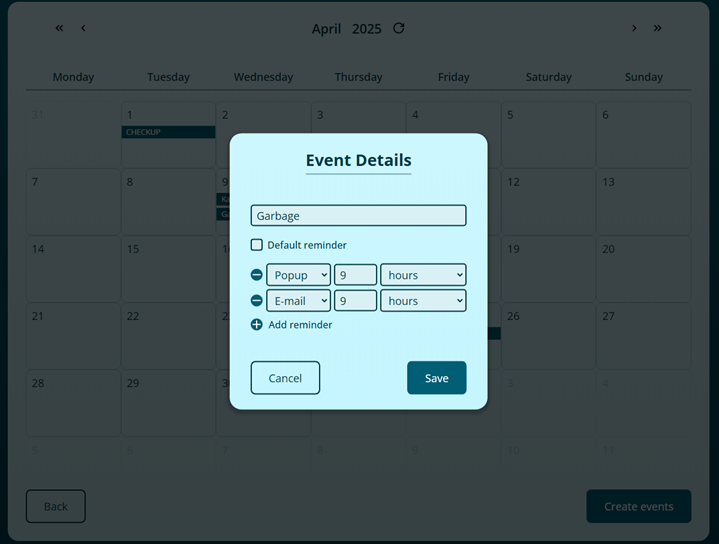 « ‹ April 2025 › »
Monday Tuesday Wednesday Thursday Friday Saturday Sunday
31 1 2 3 4 5 6
CHECKUP
Event Details
7 8 9 12 13
Garbage
14 15 19 20
Default reminder
Popup 9 hours
E-mail 9 hours
21 22 26 27
Add reminder
28 29 3 4
Cancel Save
5 6 7 8 9 10 11
Back Create events